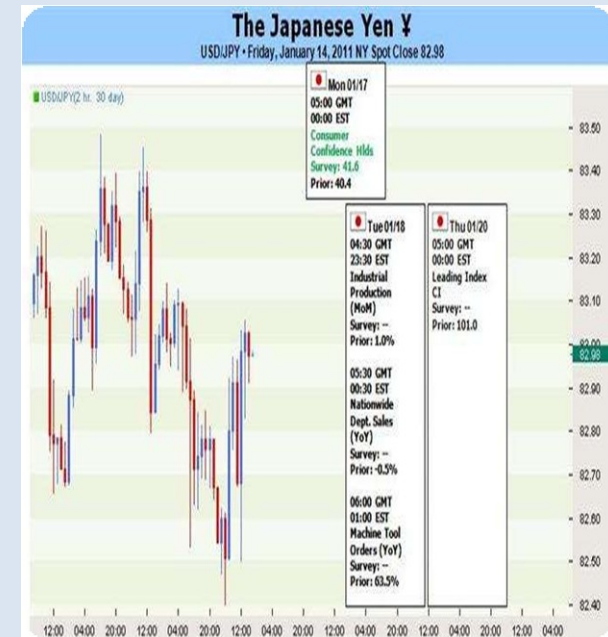 The Japanese Yen ¥
USD/JPY • Friday, January 14, 2011 NY Spot Close 82.98
USD/JPY(2 hr. 30 day)
Mon 01/17
05:00 GMT
00:00 EST
Consumer
Confidence Hlds
Survey: 41.6
Prior: 40.4
Tue 01/18
04:30 GMT
23:30 EST
Industrial
Production
(MoM)
Survey: --
Prior: 1.0%
05:30 GMT
00:30 EST
Nationwide
Dept. Sales
(YoY)
Survey: --
Prior: -0.5%
06:00 GMT
01:00 EST
Machine Tool
Orders (YoY)
Survey: --
Prior: 63.5%
Thu 01/20
05:00 GMT
00:00 EST
Leading Index
CI
Survey: --
Prior: 101.0
83.50
83.40
83.30
83.20
83.10
82.98
82.90
82.80
82.70
82.60
82.50
82.40
12:00 04:00 20:00 12:00 04:00 20:00 12:00 04:00 20:00 12:00 04:00 20:00 12:00 04:00 20:00 12:00 04:00